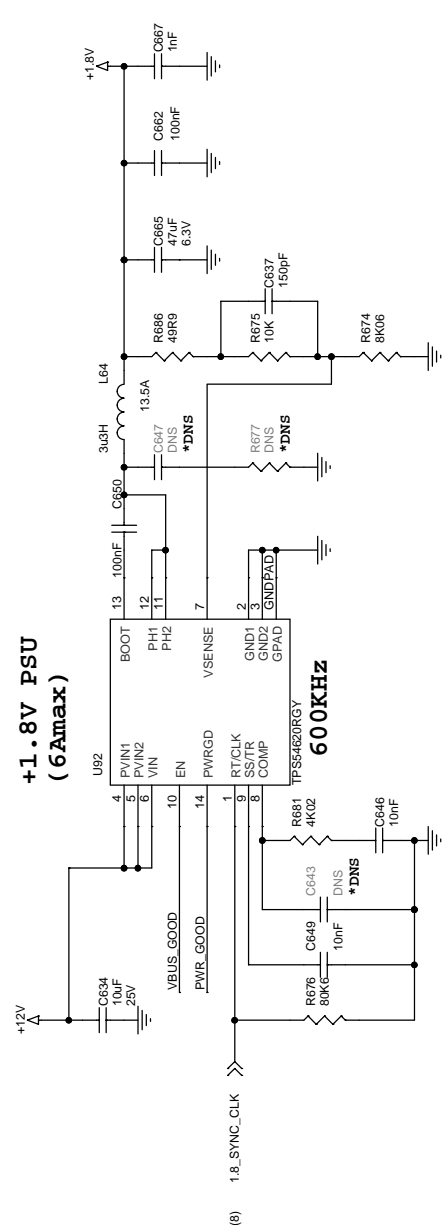 +1.8V PSU
(6Amax)
+12V
C634
10uF
25V
VBUS_GOOD
PWR_GOOD
(8)
1.8_SYNC_CLK
R676
80K6
C649
10nF
C643
DNS
*DNS
R681
4K02
C646
10nF
U92
4
5
6
10
14
1
9
8
PVIN1
PVIN2
VIN
EN
PWRGD
RT/CLK
SS/TR
COMP
BOOT
PH1
PH2
VSENSE
GND1
GND2
GPAD
13
12
11
7
2
3
GNDPAD
TPS54620RGY
600KHz
100nF
C650
3u3H
L64
13.5A
C647
DNS
*DNS
R677
DNS
*DNS
R686
49R9
R675
10K
C637
150pF
R674
8K06
C665
47uF
6.3V
C662
100nF
C667
1nF
+1.8V